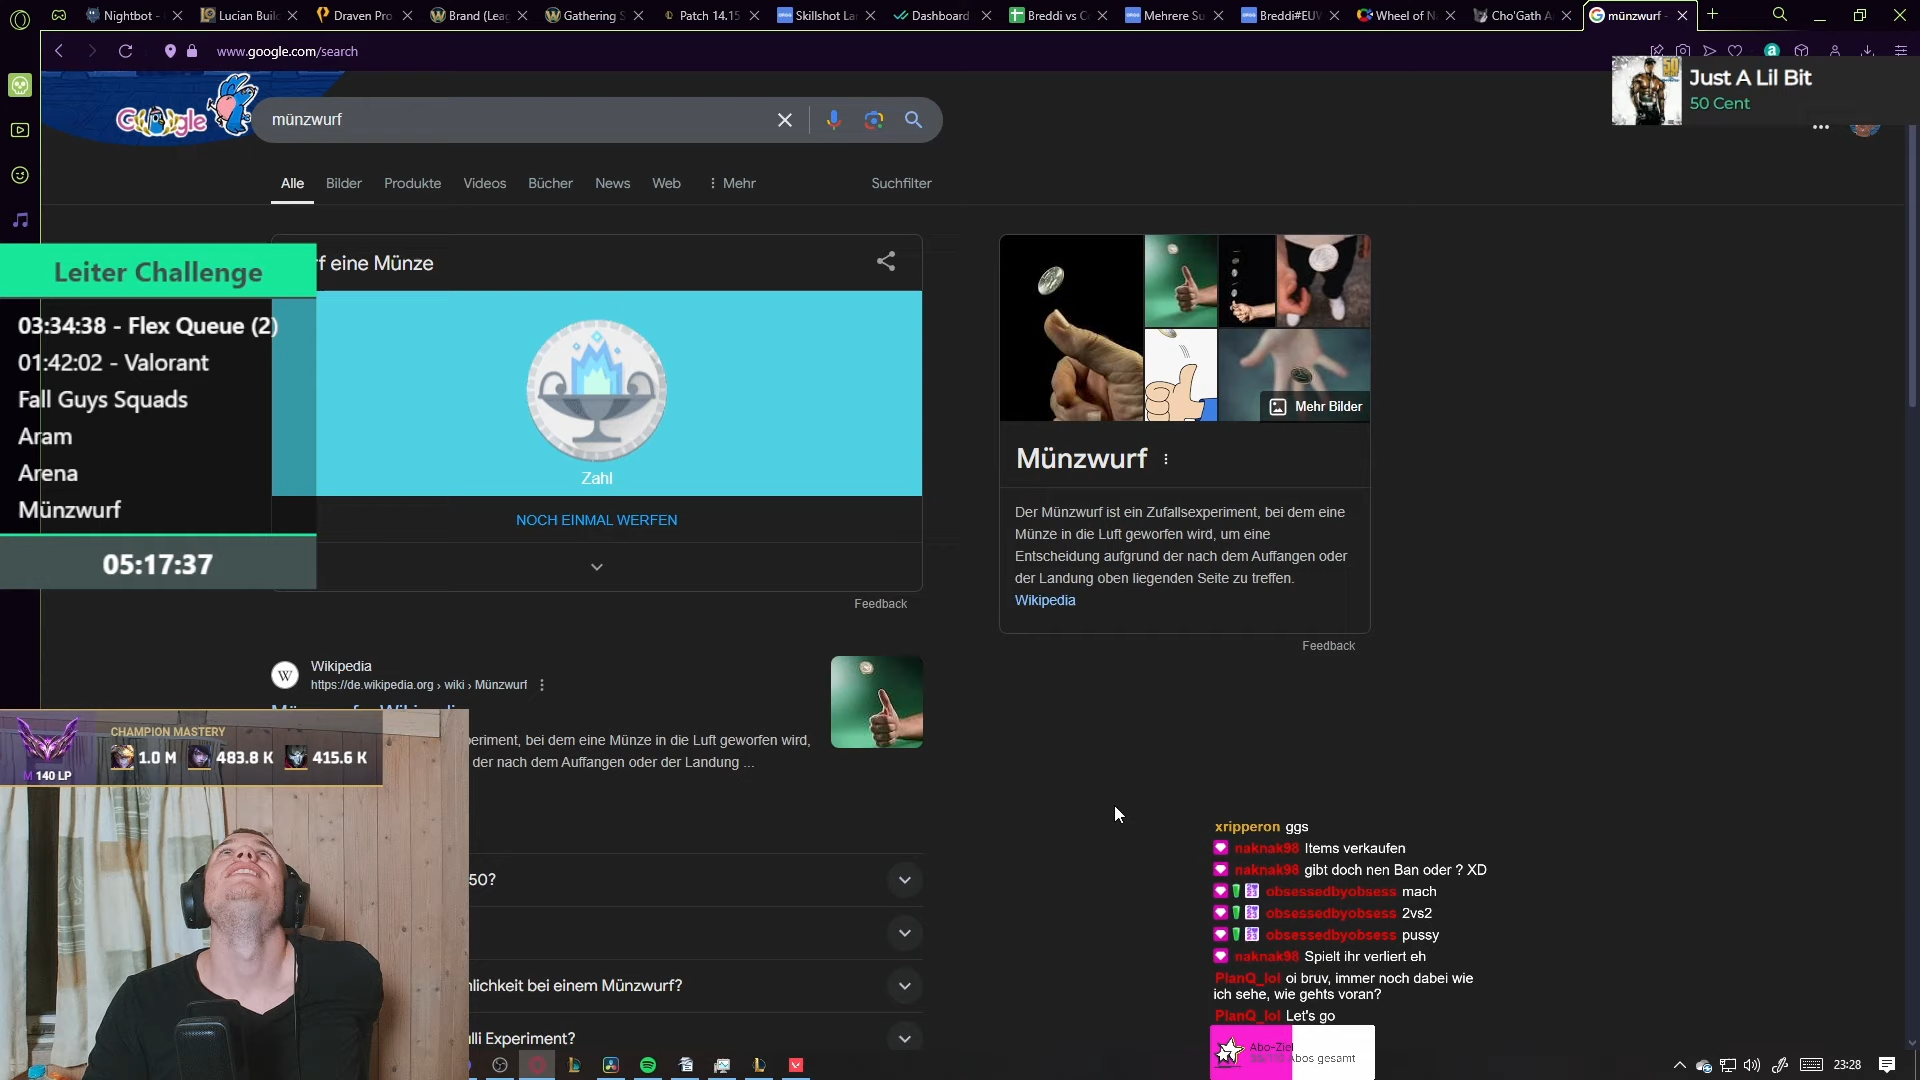 Nightbot -
Lucian Buil
Draven Pro
Brand (Lea
Gathering S
Patch 14.15
Skillshot La
Dashboard
Breddi vs C
Mehrere Su
Breddi#EUW
Wheel of N
Cho'Gath A
münzwurf -
www.google.com/search
Just A Lil Bit
50 Cent
Google
münzwurf
Alle Bilder Produkte Videos Bücher News Web Mehr Suchfilter
rf eine Münze
Zahl
NOCH EINMAL WERFEN
Feedback
Leiter Challenge
03:34:38 - Flex Queue (2)
01:42:02 - Valorant
Fall Guys Squads
Aram
Arena
Münzwurf
05:17:37
Mehr Bilder
Münzwurf
Der Münzwurf ist ein Zufallsexperiment, bei dem eine
Münze in die Luft geworfen wird, um eine
Entscheidung aufgrund der nach dem Auffangen oder
der Landung oben liegenden Seite zu treffen.
Wikipedia
Feedback
W
Wikipedia
https://de.wikipedia.org › wiki › Münzwurf
eriment, bei dem eine Münze in die Luft geworfen wird,
der nach dem Auffangen oder der Landung ...
CHAMPION MASTERY
1.0 M 483.8 K 415.6 K
M 140 LP
50?
nlichkeit bei einem Münzwurf?
lli Experiment?
xripperon ggs
naknak98 Items verkaufen
naknak98 gibt doch nen Ban oder ? XD
obsessedbyobsess mach
obsessedbyobsess 2vs2
obsessedbyobsess pussy
naknak98 Spielt ihr verliert eh
PlanQ_lol oi bruv, immer noch dabei wie
ich sehe, wie gehts voran?
PlanQ_lol Let's go
Abo-Ziel
Abos gesamt
23:28